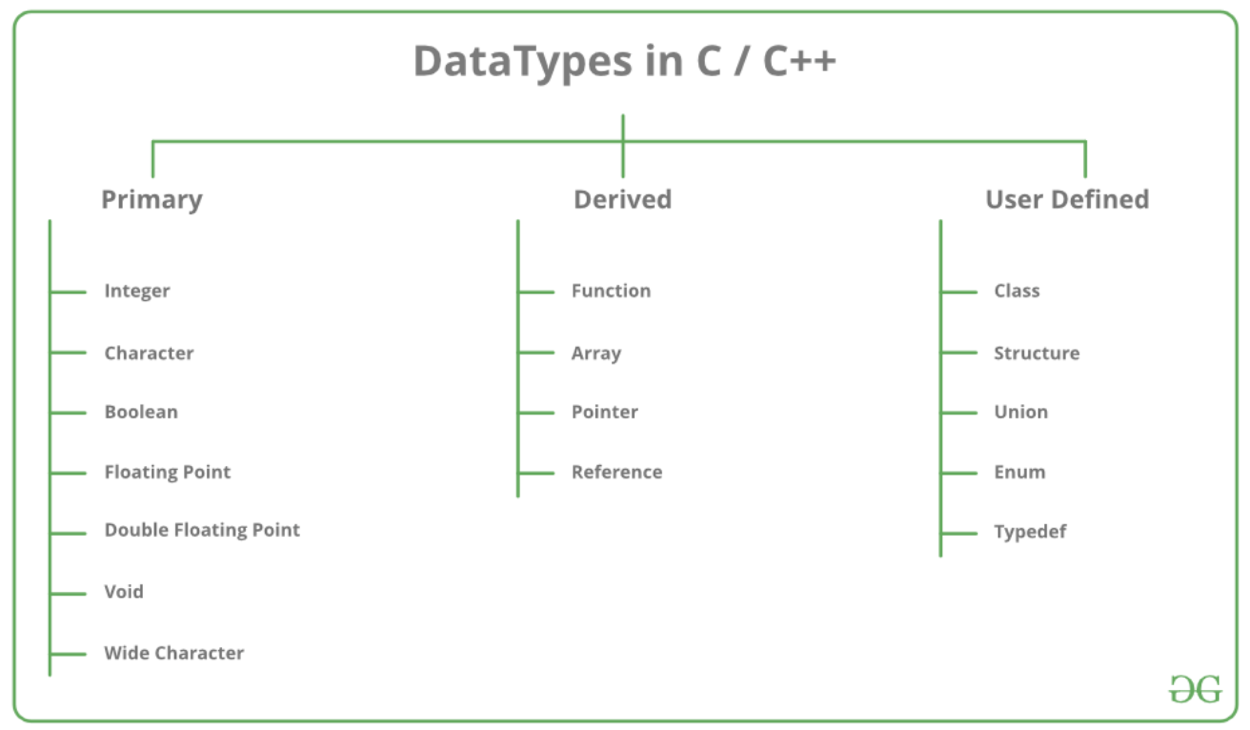 DataTypes in C / C++
Primary
Integer
Character
Boolean
Floating Point
Double Floating Point
Void
Wide Character
Derived
Function
Array
Pointer
Reference
User Defined
Class
Structure
Union
Enum
Typedef